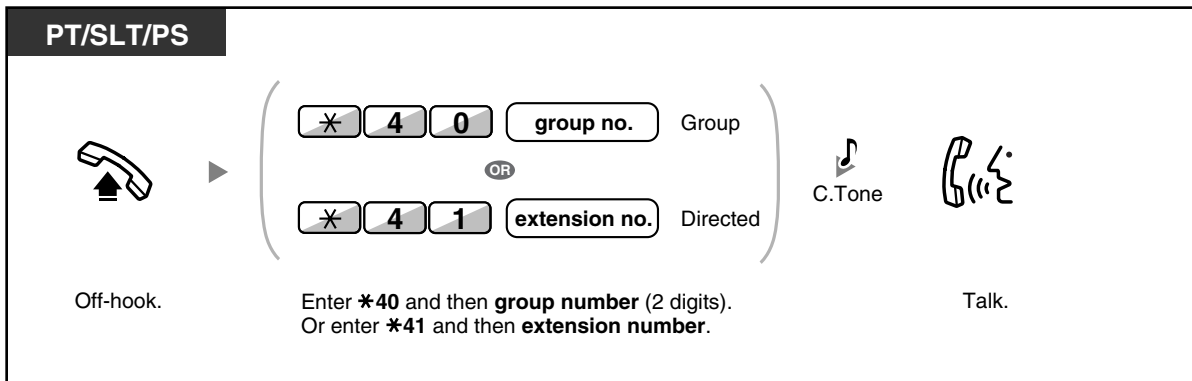 PT/SLT/PS
* 4 0 group no. Group
OR
* 4 1 extension no. Directed
C.Tone
Off-hook.
Enter *40 and then group number (2 digits).
Or enter *41 and then extension number.
Talk.